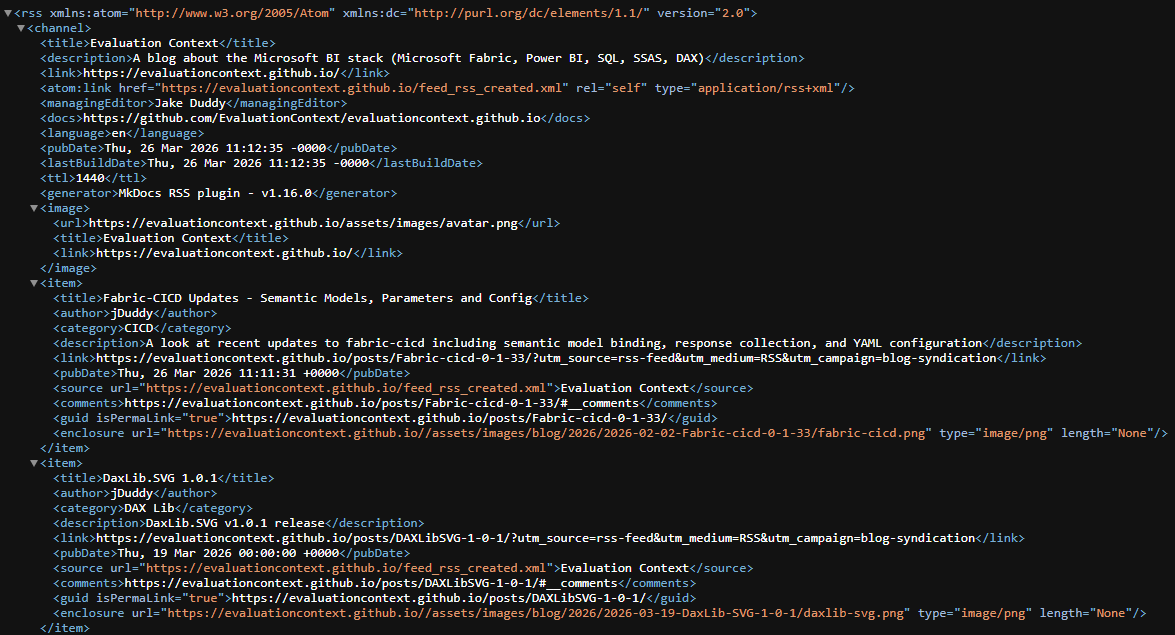 ▼<rss xmlns:atom="http://www.w3.org/2005/Atom" xmlns:dc="http://purl.org/dc/elements/1.1/" version="2.0">
▼<channel>
<title>Evaluation Context</title>
<description>A blog about the Microsoft BI stack (Microsoft Fabric, Power BI, SQL, SSAS, DAX)</description>
<link>https://evaluationcontext.github.io/</link>
<atom:link href="https://evaluationcontext.github.io/feed_rss_created.xml" rel="self" type="application/rss+xml"/>
<managingEditor>Jake Duddy</managingEditor>
<docs>https://github.com/EvaluationContext/evaluationcontext.github.io</docs>
<language>en</language>
<pubDate>Thu, 26 Mar 2026 11:12:35 -0000</pubDate>
<lastBuildDate>Thu, 26 Mar 2026 11:12:35 -0000</lastBuildDate>
<ttl>1440</ttl>
<generator>MkDocs RSS plugin - v1.16.0</generator>
▼<image>
<url>https://evaluationcontext.github.io/assets/images/avatar.png</url>
<title>Evaluation Context</title>
<link>https://evaluationcontext.github.io/</link>
</image>
▼<item>
<title>Fabric-CICD Updates - Semantic Models, Parameters and Config</title>
<author>jDuddy</author>
<category>CICD</category>
<description>A look at recent updates to fabric-cicd including semantic model binding, response collection, and YAML configuration</description>
<link>https://evaluationcontext.github.io/posts/Fabric-cicd-0-1-33/?utm_source=rss-feed&utm_medium=RSS&utm_campaign=blog-syndication</link>
<pubDate>Thu, 26 Mar 2026 11:11:31 +0000</pubDate>
<source url="https://evaluationcontext.github.io/feed_rss_created.xml">Evaluation Context</source>
<comments>https://evaluationcontext.github.io/posts/Fabric-cicd-0-1-33/#__comments</comments>
<guid isPermaLink="true">https://evaluationcontext.github.io/posts/Fabric-cicd-0-1-33/</guid>
<enclosure url="https://evaluationcontext.github.io//assets/images/blog/2026/2026-02-02-Fabric-cicd-0-1-33/fabric-cicd.png" type="image/png" length="None"/>
</item>
▼<item>
<title>DaxLib.SVG 1.0.1</title>
<author>jDuddy</author>
<category>DAX Lib</category>
<description>DaxLib.SVG v1.0.1 release</description>
<link>https://evaluationcontext.github.io/posts/DAXLibSVG-1-0-1/?utm_source=rss-feed&utm_medium=RSS&utm_campaign=blog-syndication</link>
<pubDate>Thu, 19 Mar 2026 00:00:00 +0000</pubDate>
<source url="https://evaluationcontext.github.io/feed_rss_created.xml">Evaluation Context</source>
<comments>https://evaluationcontext.github.io/posts/DAXLibSVG-1-0-1/#__comments</comments>
<guid isPermaLink="true">https://evaluationcontext.github.io/posts/DAXLibSVG-1-0-1/</guid>
<enclosure url="https://evaluationcontext.github.io//assets/images/blog/2026/2026-03-19-DaxLib-SVG-1-0-1/daxlib-svg.png" type="image/png" length="None"/>
</item>